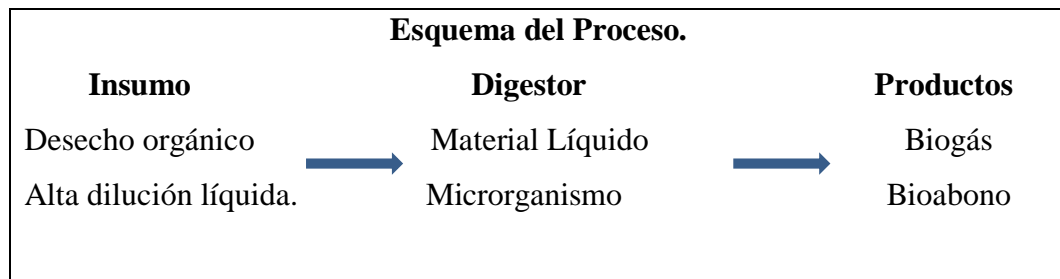 Esquema del Proceso.
Insumo Digestor Productos
Desecho orgánico Material Líquido Biogás
Alta dilución líquida. Microrganismo Bioabono